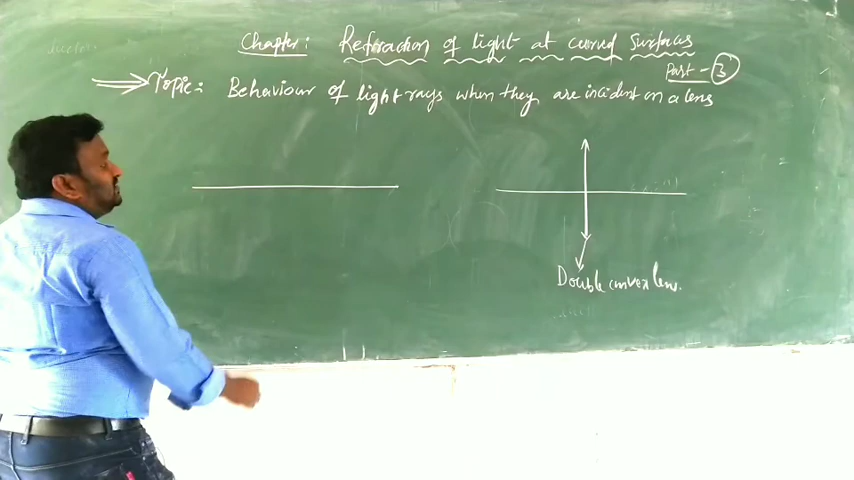 Chapter: Refraction of light at curved Surfaces
Part - 3
Topic: Behaviour of light rays when they are incident on a lens
Double convex lens.